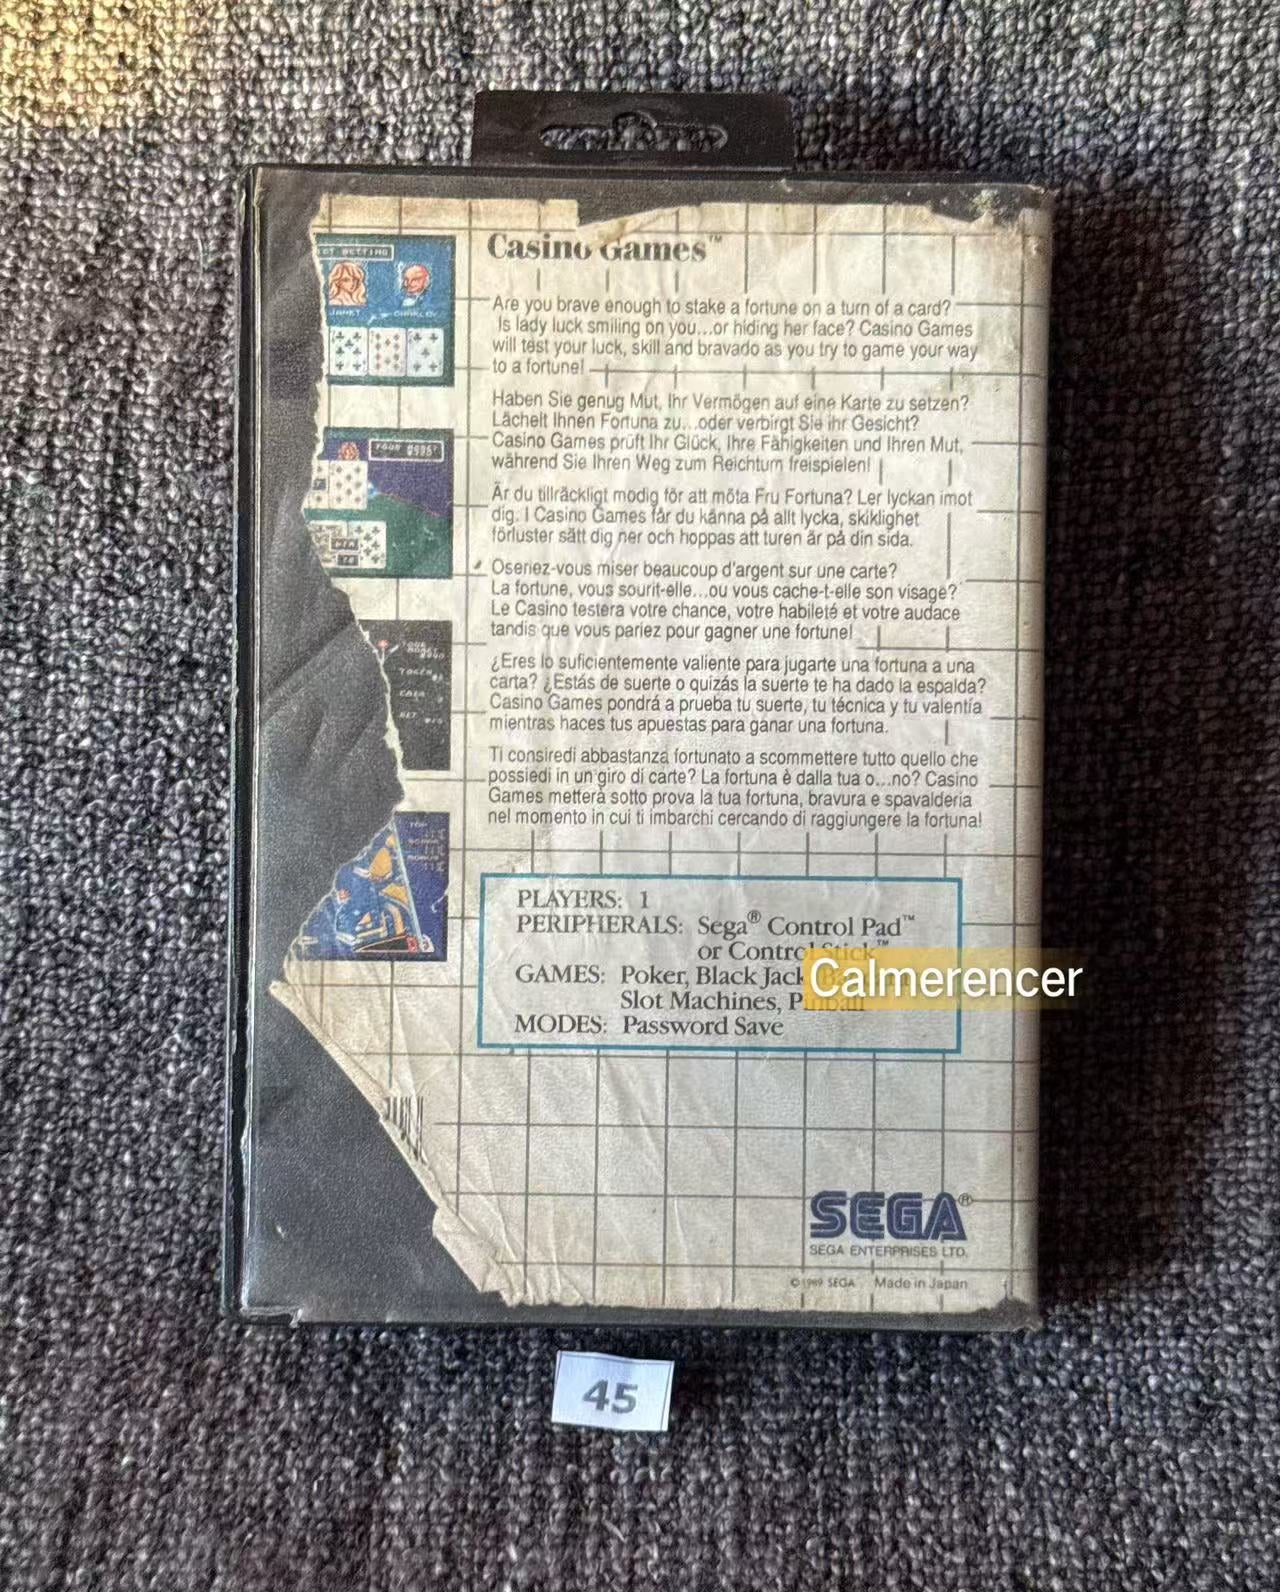 Casino Games™
Are you brave enough to stake a fortune on a turn of a card?
Is lady luck smiling on you...or hiding her face? Casino Games
will test your luck, skill and bravado as you try to game your way
to a fortune!
Haben Sie genug Mut, Ihr Vermögen auf eine Karte zu setzen?
Lächelt Ihnen Fortuna zu...oder verbirgt Sie ihr Gesicht?
Casino Games prüft Ihr Glück, Ihre Fähigkeiten und Ihren Mut,
während Sie Ihren Weg zum Reichtum freispielen!
Är du tillräckligt modig för att möta Fru Fortuna? Ler lyckan imot
dig. I Casino Games får du känna på allt lycka, skiklighet
förluster sätt dig ner och hoppas att turen är på din sida.
Oseriez-vous miser beaucoup d'argent sur une carte?
La fortune, vous sourit-elle...ou vous cache-t-elle son visage?
Le Casino testera votre chance, votre habileté et votre audace
tandis que vous pariez pour gagner une fortune!
¿Eres lo suficientemente valiente para jugarte una fortuna a una
carta? ¿Estás de suerte o quizás la suerte te ha dado la espalda?
Casino Games pondrá a prueba tu suerte, tu técnica y tu valentía
mientras haces tus apuestas para ganar una fortuna.
Ti consiredi abbastanza fortunato a scommettere tutto quello che
possiedi in un giro di carte? La fortuna è dalla tua o...no? Casino
Games metterà sotto prova la tua fortuna, bravura e spavalderia
nel momento in cui ti imbarchi cercando di raggiungere la fortuna!
PLAYERS: 1
PERIPHERALS: Sega® Control Pad™
or Control Stick™
GAMES: Poker, Black Jack
Slot Machines, Pinball
MODES: Password Save
Calmerencer
SEGA®
SEGA ENTERPRISES LTD.
©1989 SEGA Made in Japan
45